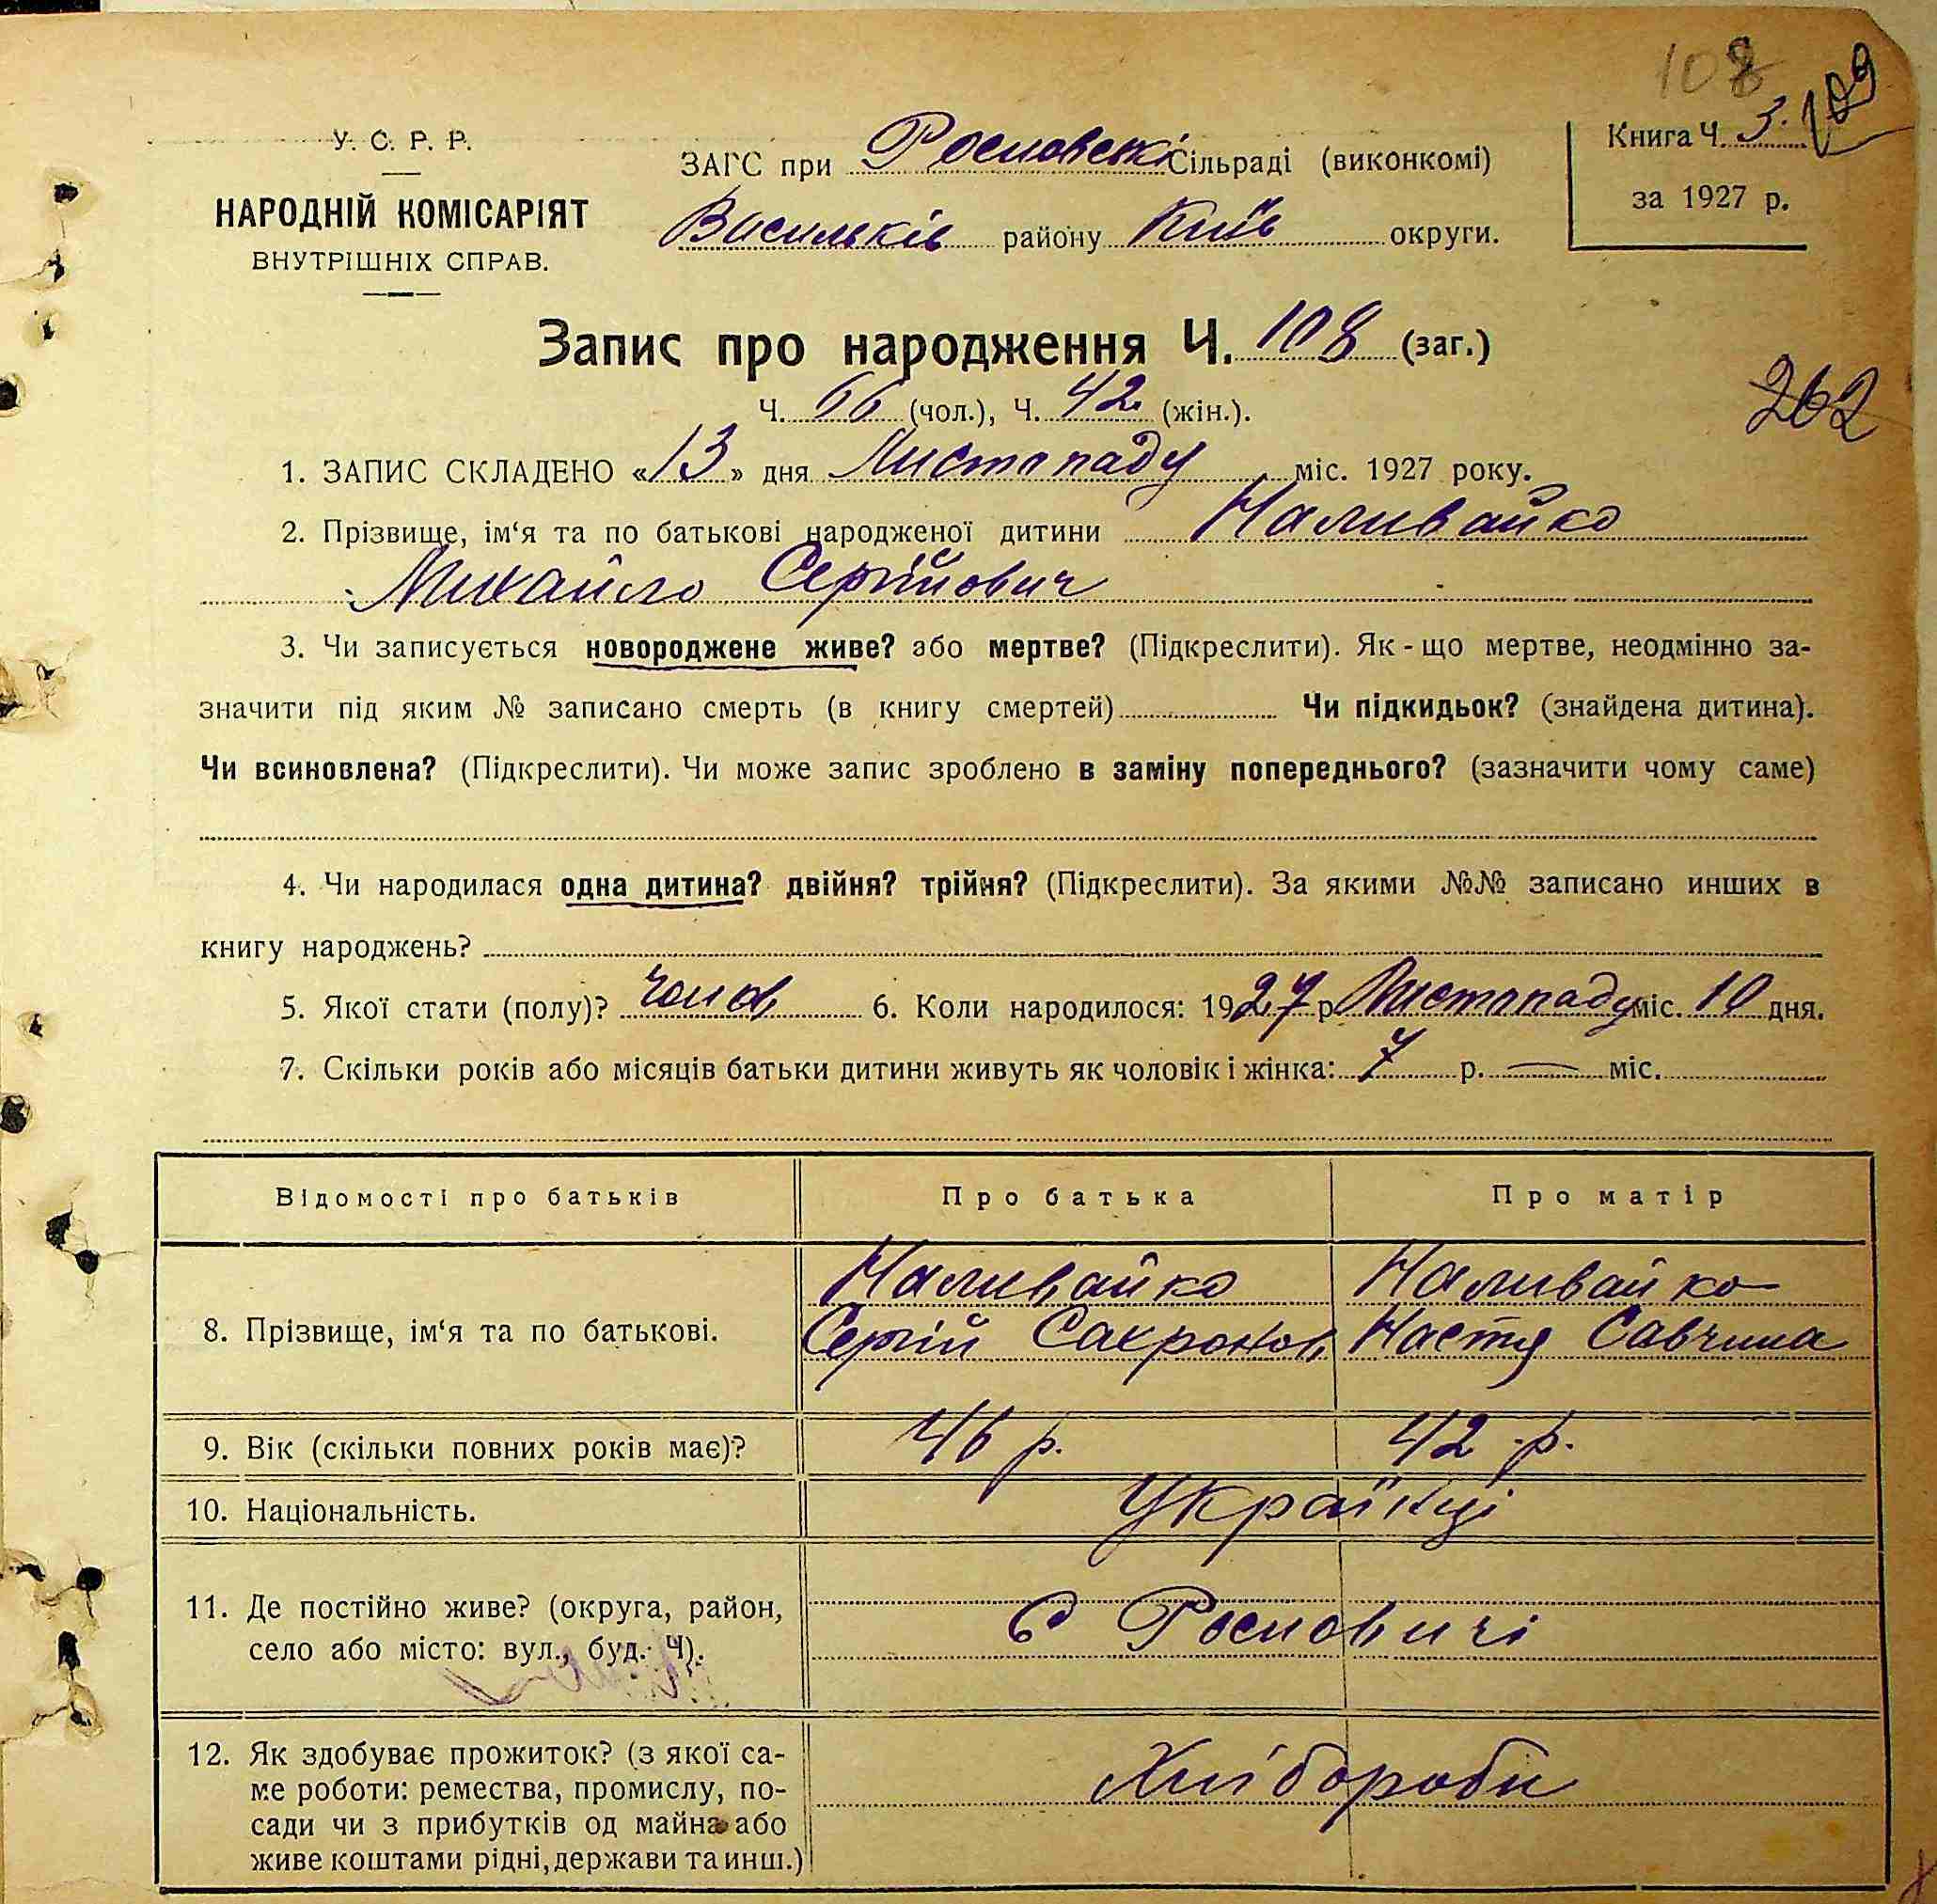 108
109
У. С. Р. Р.
НАРОДНІЙ КОМІСАРІЯТ
ВНУТРІШНІХ СПРАВ.
ЗАГС при Рославські Сільраді (виконкомі)
Васильків району Київ округи.
Книга Ч. 3.
за 1927 р.
Запис про народження Ч. 108 (заг.)
Ч. 66 (чол.), Ч. 42 (жін.).
262
1. ЗАПИС СКЛАДЕНО «13» дня Листопаду міс. 1927 року.
2. Прізвище, ім‘я та по батькові народженої дитини Наливайко
Михайло Сергійович
3. Чи записується новороджене живе? або мертве? (Підкреслити). Як-що мертве, неодмінно за-
значити під яким № записано смерть (в книгу смертей) Чи підкидьок? (знайдена дитина).
Чи всиновлена? (Підкреслити). Чи може запис зроблено в заміну попереднього? (зазначити чому саме)
4. Чи народилася одна дитина? двійня? трійня? (Підкреслити). За якими №№ записано инших в
книгу народжень?
5. Якої стати (полу)? чолов 6. Коли народилося: 1927 р Листопаду міс. 10 дня.
7. Скільки років або місяців батьки дитини живуть як чоловік і жінка: 7 р. — міс.
Відомості про батьків Про батька Про матір
8. Прізвище, ім‘я та по батькові. Наливайко Наливайко
Сергій Настя
9. Вік (скільки повних років має)? 46 р. 42 р.
10. Національність. Українці
11. Де постійно живе? (округа, район,
село або місто: вул., буд. Ч).
с Рославичі
12. Як здобуває прожиток? (з якої са-
ме роботи: ремества, промислу, по-
сади чи з прибутків од майна або
живе коштами рідні, держави та инш.)
Хлібороби